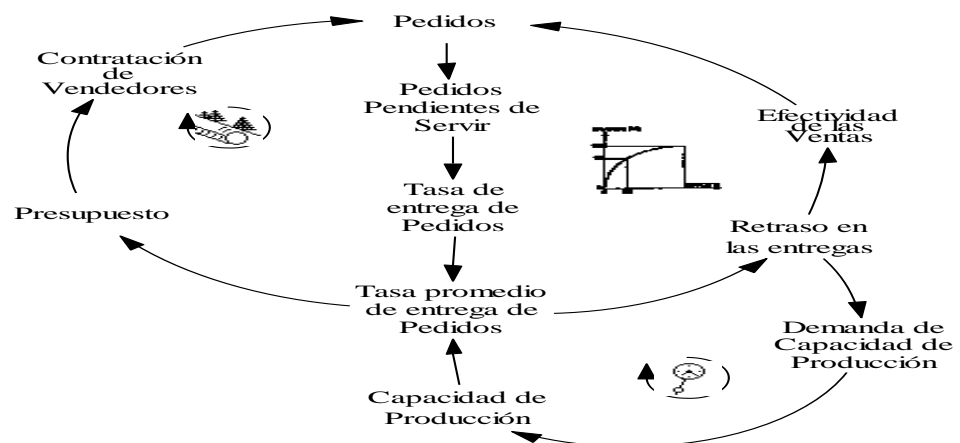 Pedidos
Contratación
de
Vendedores
Pedidos
Pendientes de
Servir
Efectividad
de las
Ventas
Tasa de
entrega de
Pedidos
Presupuesto
Retraso en
las entregas
Tasa promedio
de entrega de
Pedidos
Demanda de
Capacidad de
Producción
Capacidad de
Producción